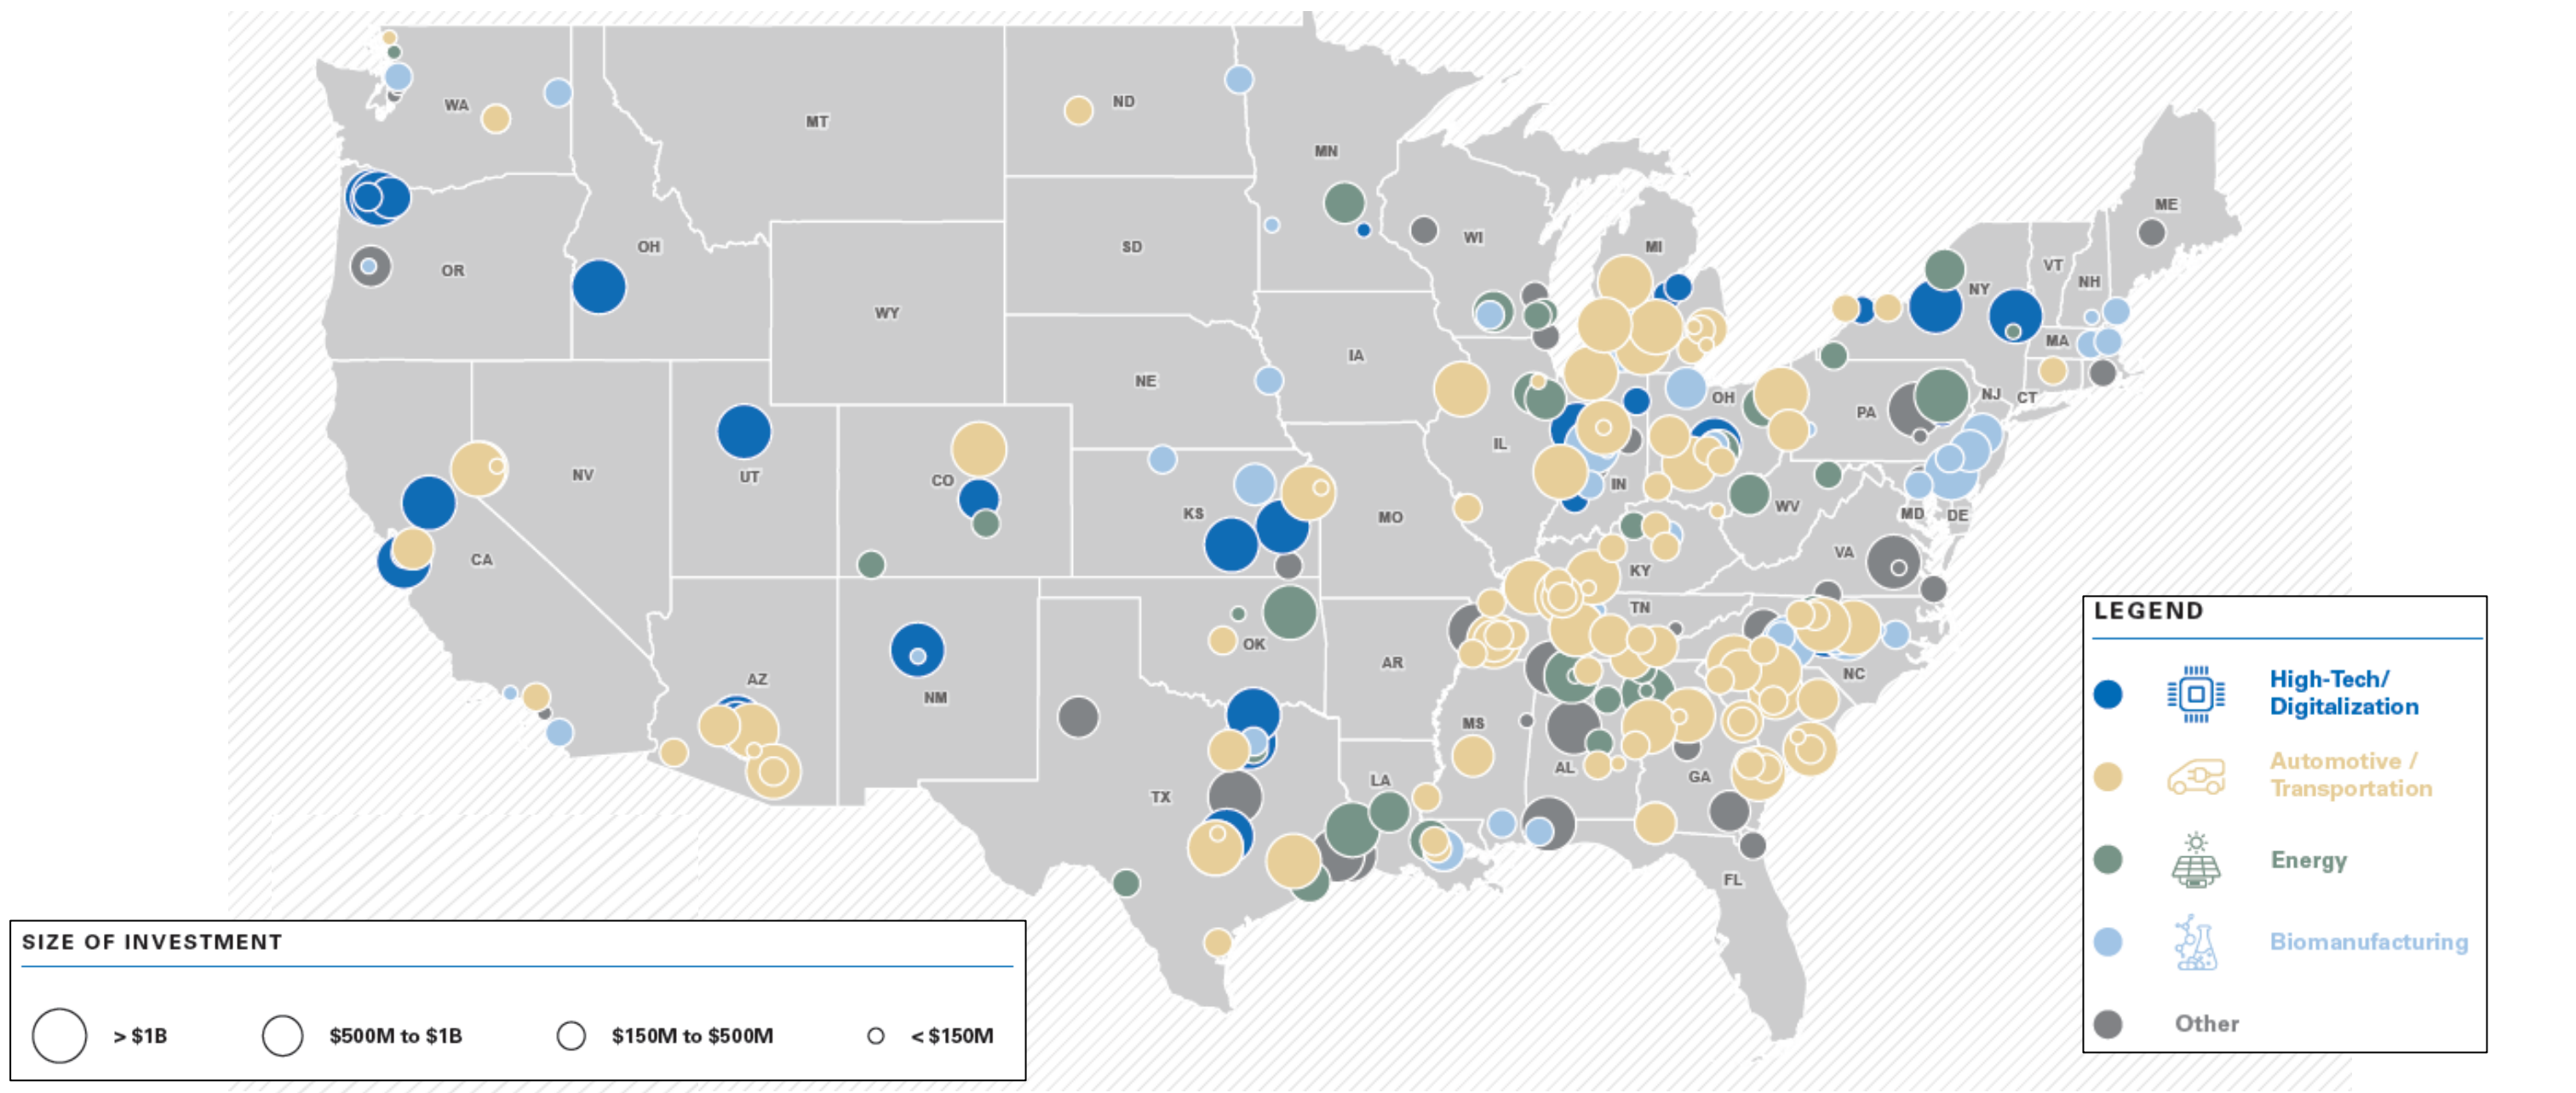 WA
MT
ND
MN
OR
OH
SD
WI
MI
ME
WY
IA
NY
VT
NH
MA
NE
NV
UT
CO
KS
MO
IL
IN
OH
PA
NJ
CT
WV
MD
DE
VA
CA
KY
TN
NC
AZ
NM
OK
AR
MS
AL
GA
TX
LA
FL
LEGEND
High-Tech/
Digitalization
Automotive /
Transportation
Energy
Biomanufacturing
Other
SIZE OF INVESTMENT
> $1B
$500M to $1B
$150M to $500M
< $150M